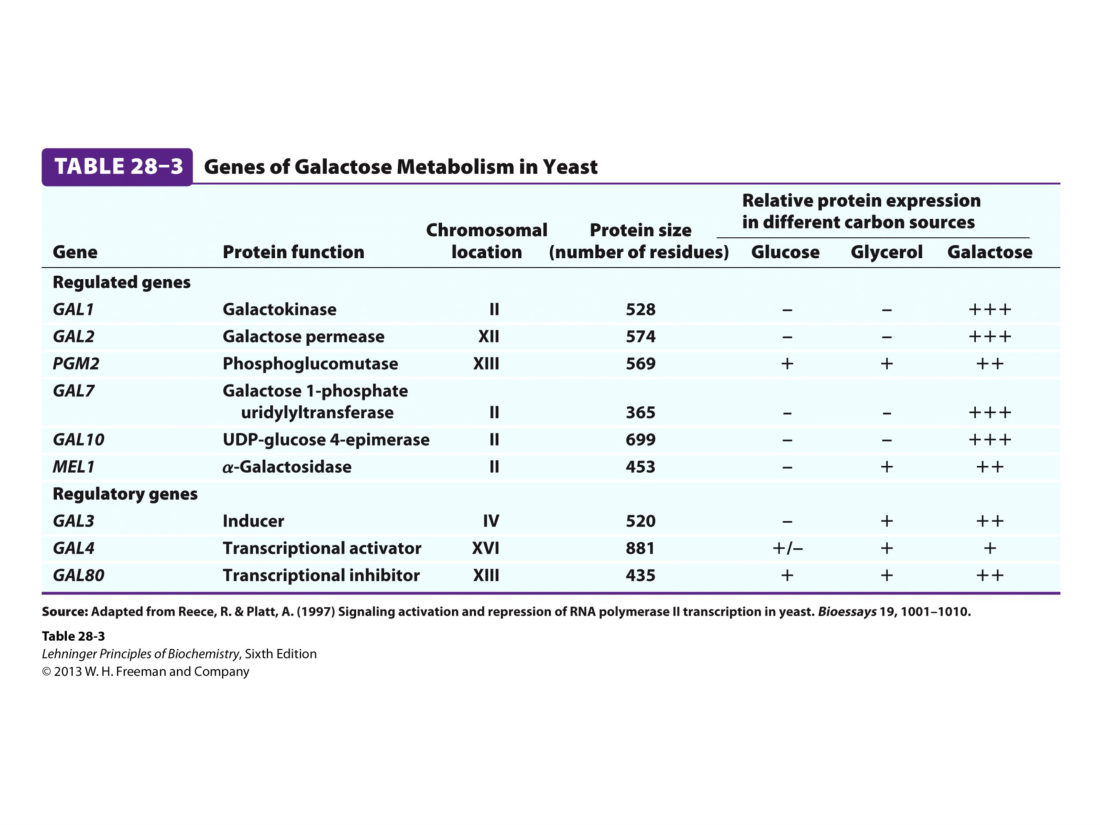 TABLE 28–3 Genes of Galactose Metabolism in Yeast
Relative protein expression
in different carbon sources
Chromosomal Protein size
Gene Protein function location (number of residues) Glucose Glycerol Galactose
Regulated genes
GAL1 Galactokinase II 528 – – +++
GAL2 Galactose permease XII 574 – – +++
PGM2 Phosphoglucomutase XIII 569 + + ++
GAL7 Galactose 1-phosphate
uridylyltransferase II 365 – – +++
GAL10 UDP-glucose 4-epimerase II 699 – – +++
MEL1 α-Galactosidase II 453 – + ++
Regulatory genes
GAL3 Inducer IV 520 – + ++
GAL4 Transcriptional activator XVI 881 +/– + +
GAL80 Transcriptional inhibitor XIII 435 + + ++
Source: Adapted from Reece, R. & Platt, A. (1997) Signaling activation and repression of RNA polymerase II transcription in yeast. Bioessays 19, 1001–1010.
Table 28-3
Lehninger Principles of Biochemistry, Sixth Edition
© 2013 W. H. Freeman and Company